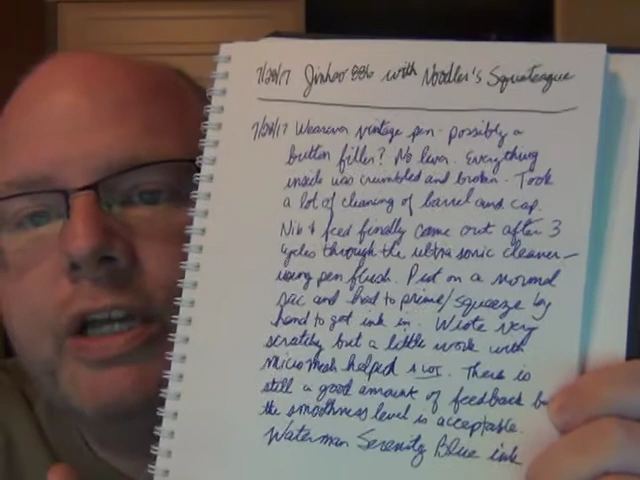 7/28/17 Jinhao 886 with Noodler's Squeteague
7/28/17 Wearever vintage pen - possibly a
button filler? No lever. Everything
inside was crumbled and broken. Took
a lot of cleaning of barrel and cap.
Nib & feed finally came out after 3
cycles through the ultra sonic cleaner -
using pen flush. Put on a normal
sac and had to prime/squeeze by
hand to get ink in. Wrote very
scratchy but a little work with
micromesh helped a LOT. There is
still a good amount of feedback but
the smoothness level is acceptable.
Waterman Serenity Blue ink